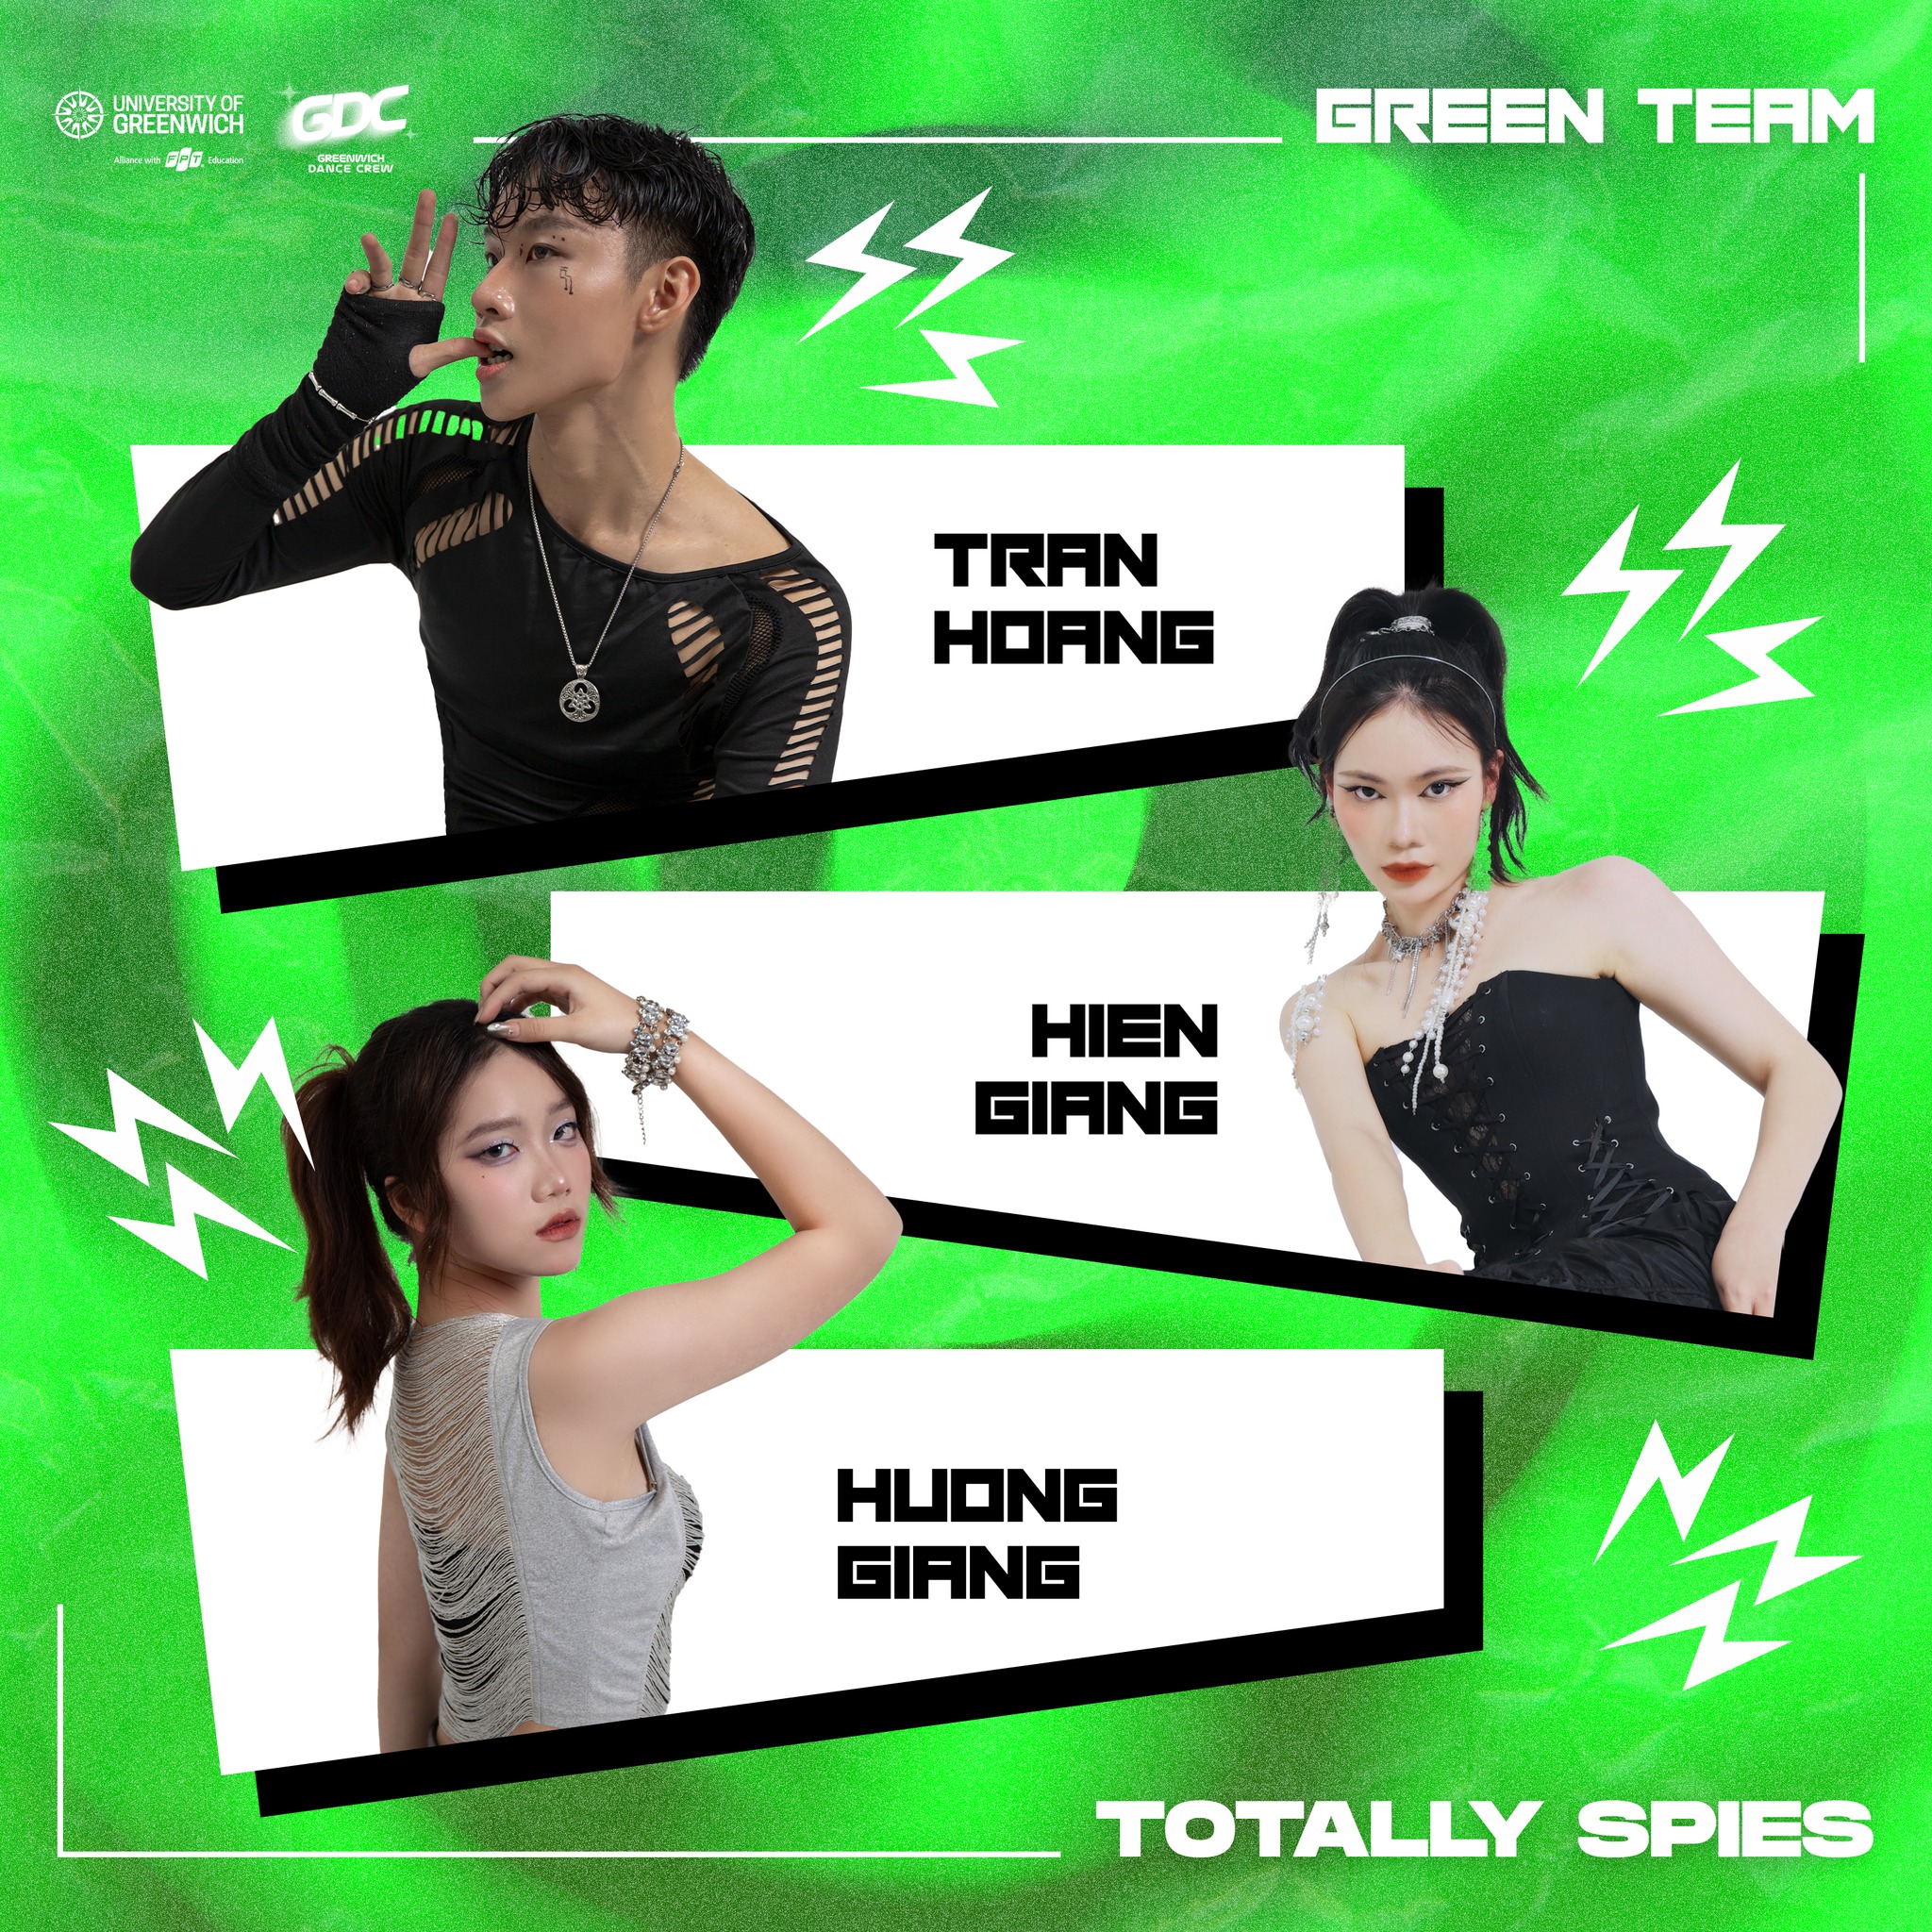 UNIVERSITY OF
GREENWICH
Alliance with FPT Education
GDC
GREENWICH
DANCE CREW
GREEN TEAM
TRAN
HOANG
HIEN
GIANG
HUONG
GIANG
TOTALLY SPIES